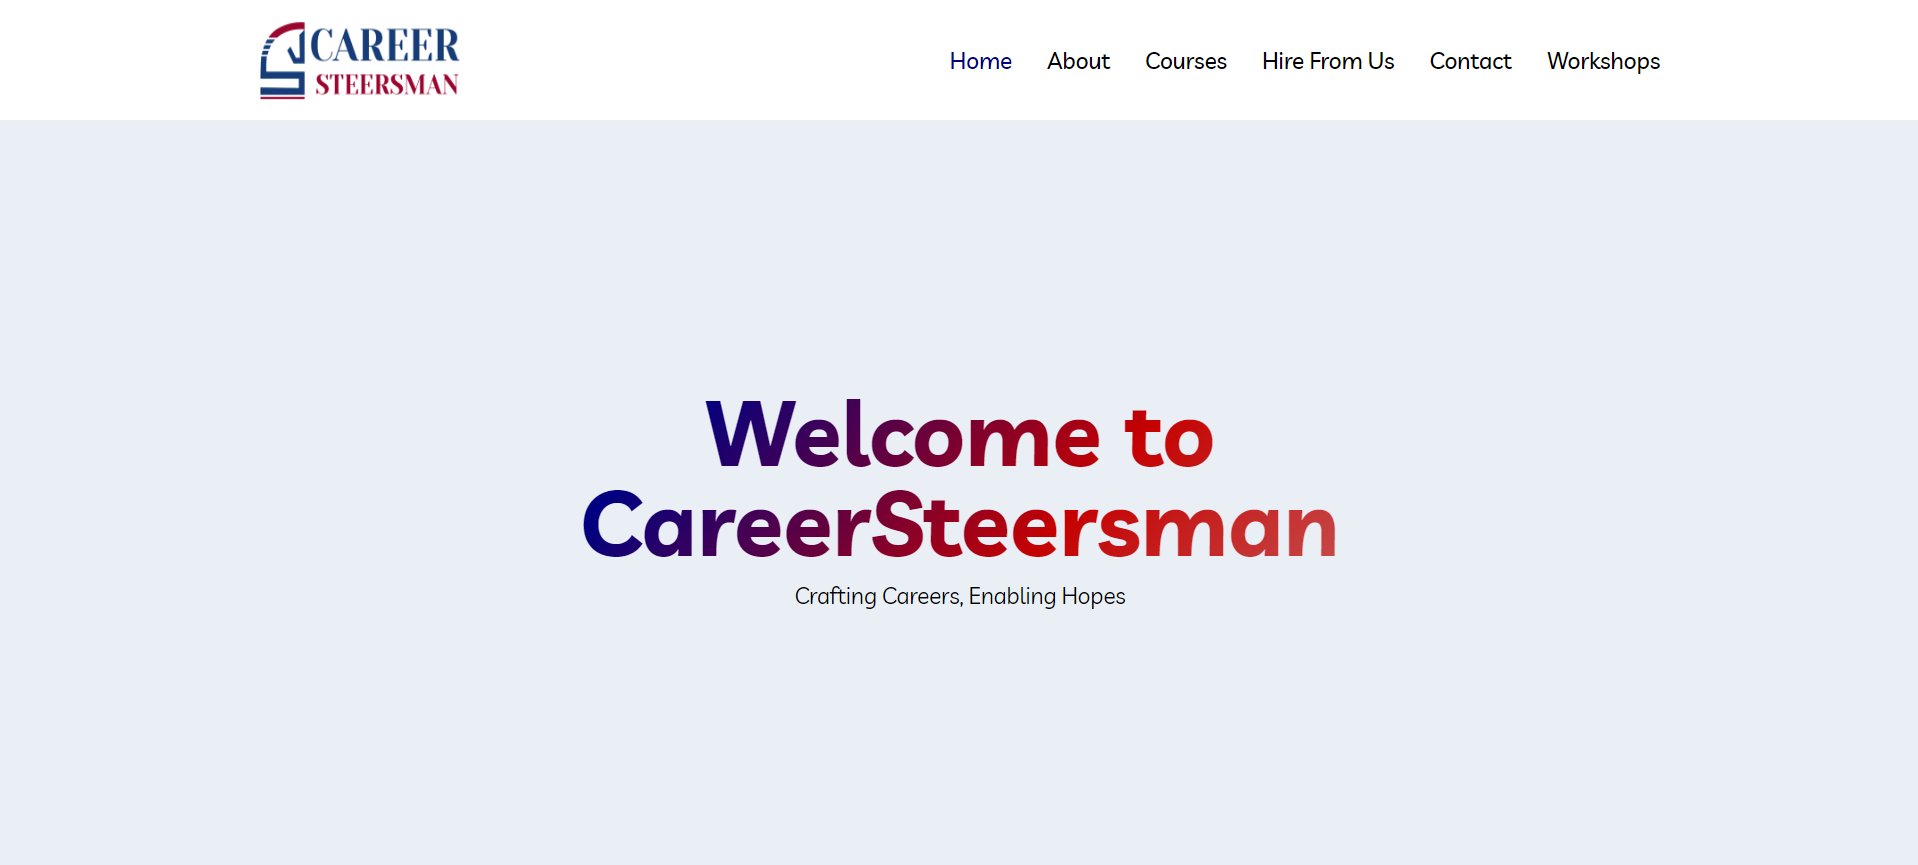 CAREER
STEERSMAN
Home About Courses Hire From Us Contact Workshops
Welcome to
CareerSteersman
Crafting Careers, Enabling Hopes